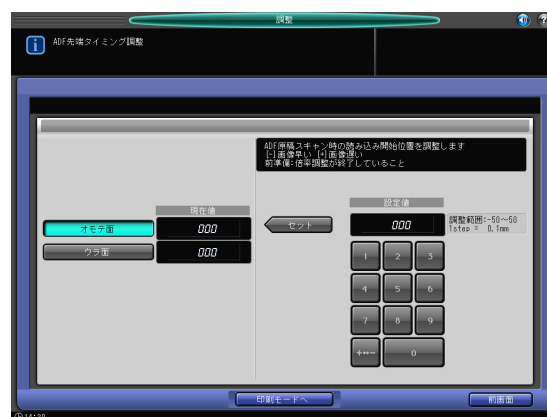 調整
ADF先端タイミング調整
ADF原稿スキャン時の読み込み開始位置を調整します
[-]画像早い [+]画像遅い
前準備:倍率調整が終了していること
現在値
設定値
オモテ面 000
ウラ面 000
セット
000
調整範囲:-50～50
1step = 0.1mm
1 2 3
4 5 6
7 8 9
+⇔- 0
印刷モードへ
前画面
14:30